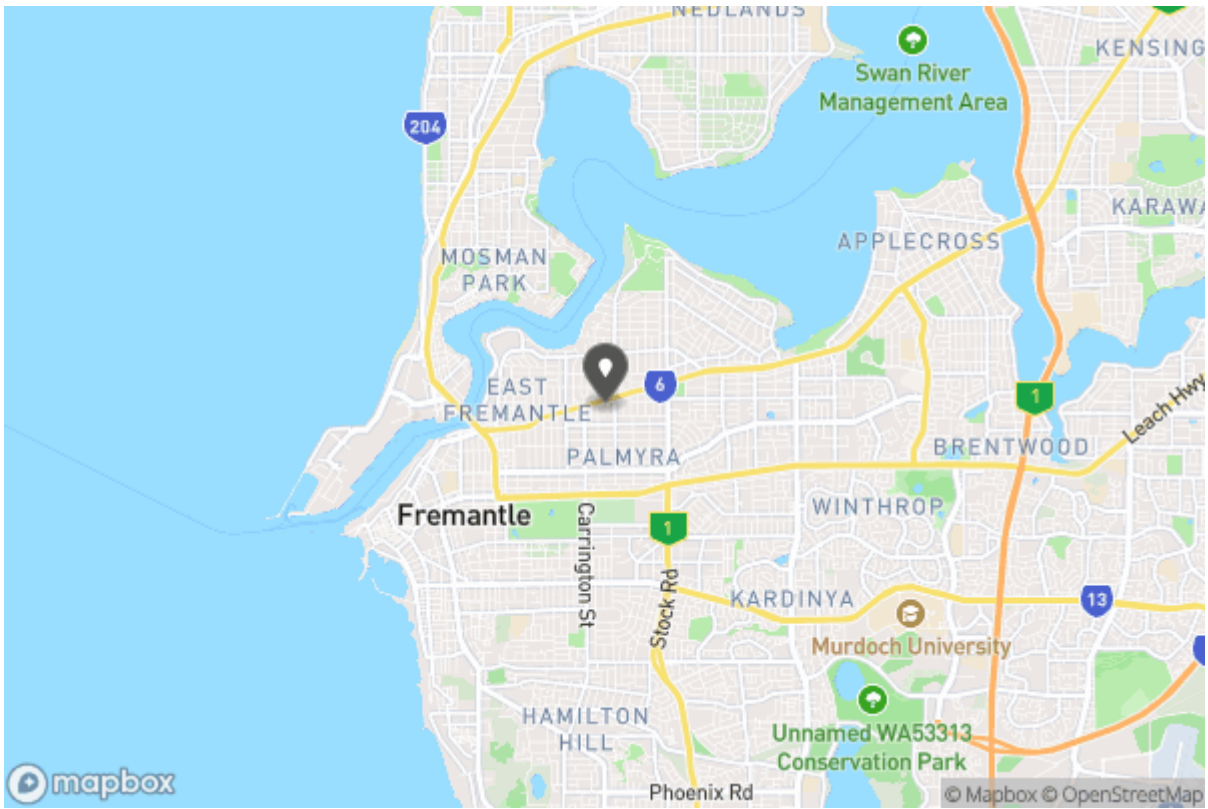 NEDLANDS
KENSING
Swan River
Management Area
204
KARAWA
APPLECROSS
MOSMAN
PARK
EAST
FREMANTLE
6
1
Leach Hwy
BRENTWOOD
PALMYRA
WINTHROP
Fremantle
Carrington St
1
Stock Rd
KARDINYA
13
Murdoch University
HAMILTON
HILL
Unnamed WA53313
Conservation Park
Phoenix Rd
mapbox
© Mapbox © OpenStreetMap